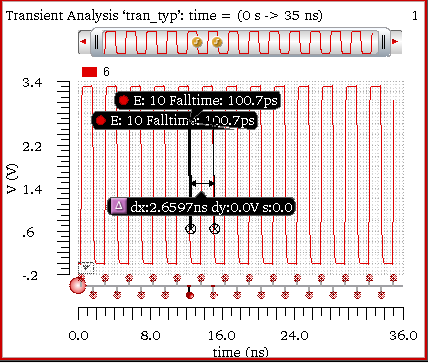 Transient Analysis ‘tran_typ’: time = (0 s -> 35 ns) 1
6
3.4
E: 10 Falltime: 100.7ps
E: 10 Falltime: 100.7ps
2.2
V (V)
1.4
Δ dx:2.6597ns dy:0.0V s:0.0
.6
-.2
0.0 8.0 16.0 24.0 36.0
time (ns)